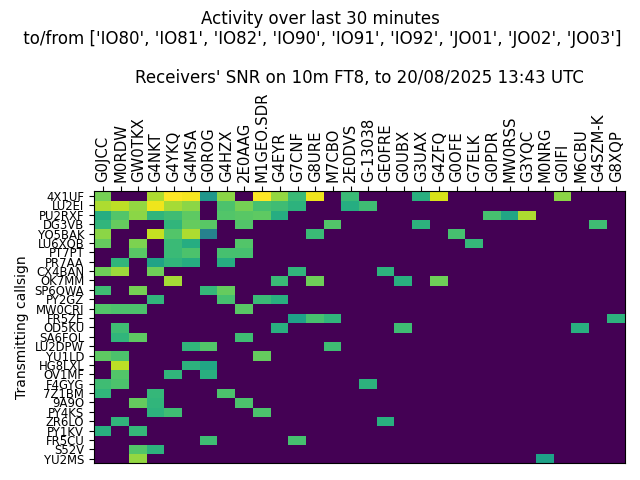 Activity over last 30 minutes
to/from ['IO80', 'IO81', 'IO82', 'IO90', 'IO91', 'IO92', 'JO01', 'JO02', 'JO03']
Receivers' SNR on 10m FT8, to 20/08/2025 13:43 UTC
G0JCC
M0RDW
GW0TKX
G4NKT
G4YKQ
G4MSA
G0ROG
G4HZX
2E0AAG
M1GEO.SDR
G4EYR
G7CNF
G8URE
M7CBO
2E0DVS
G-13038
GE0FRE
G0UBX
G3UAX
G4ZFQ
G0OFE
G7ELK
G0PDR
MW0RSS
G3YQC
M0NRG
G0IFI
M6CBU
G4SZM-K
G8XQP
Transmitting callsign
4X1UF
LU2EI
PU2RXF
DG3VB
YO5BAK
LU6XQB
PT7PT
PR7AA
CX4BAN
OK7MM
SP6OWA
PY2GZ
MW0CRI
FR5ZF
OD5KU
SA6FOL
LU2DPW
YU1LD
HG8LXL
OV1MF
F4GYG
7Z1BM
9A9O
PY4KS
ZR6LO
PY1KV
FR5CU
S52V
YU2MS